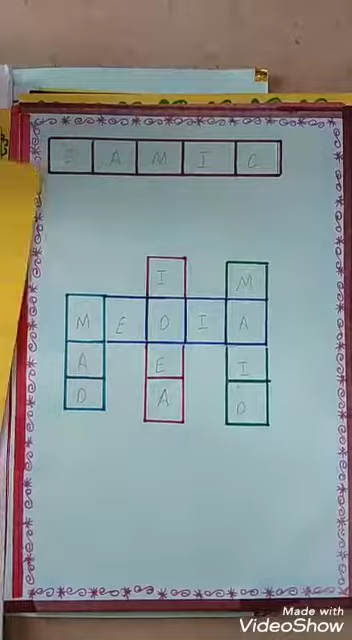 E A M I D
I M
M E D I A
A E I
D A D
Made with
VideoShow